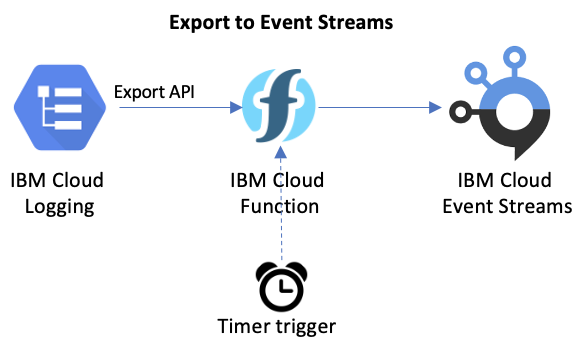 Export to Event Streams
Export API
IBM Cloud
Logging
IBM Cloud
Function
IBM Cloud
Event Streams
Timer trigger